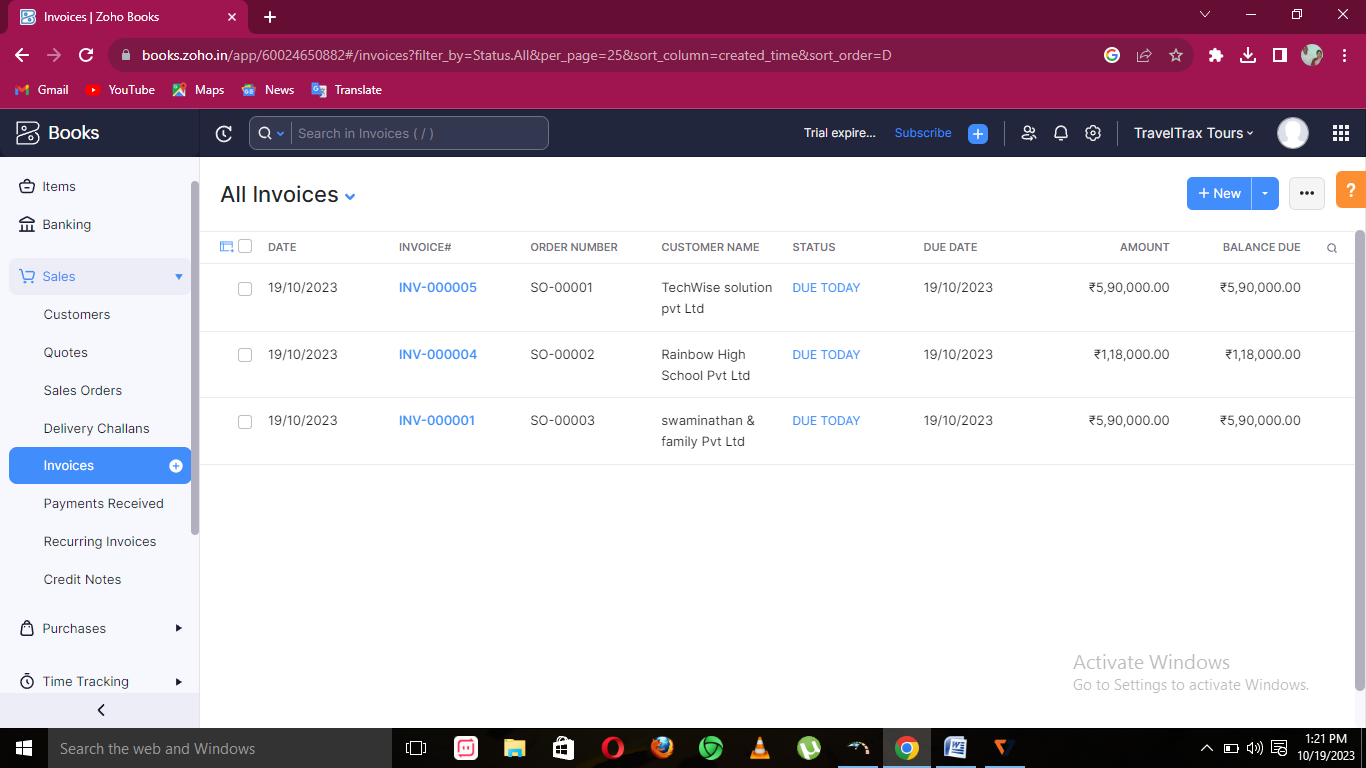 Invoices | Zoho Books
books.zoho.in/app/60024650882#/invoices?filter_by=Status.All&per_page=25&sort_column=created_time&sort_order=D
Gmail YouTube Maps News Translate
Books
Search in Invoices ( / )
Trial expire... Subscribe TravelTrax Tours
Items
Banking
Sales
Customers
Quotes
Sales Orders
Delivery Challans
Invoices
Payments Received
Recurring Invoices
Credit Notes
Purchases
Time Tracking
All Invoices
+ New
?
DATE INVOICE# ORDER NUMBER CUSTOMER NAME STATUS DUE DATE AMOUNT BALANCE DUE
19/10/2023 INV-000005 SO-00001 TechWise solution DUE TODAY 19/10/2023 ₹5,90,000.00 ₹5,90,000.00
pvt Ltd
19/10/2023 INV-000004 SO-00002 Rainbow High DUE TODAY 19/10/2023 ₹1,18,000.00 ₹1,18,000.00
School Pvt Ltd
19/10/2023 INV-000001 SO-00003 swaminathan & DUE TODAY 19/10/2023 ₹5,90,000.00 ₹5,90,000.00
family Pvt Ltd
Activate Windows
Go to Settings to activate Windows.
Search the web and Windows
1:21 PM
10/19/2023